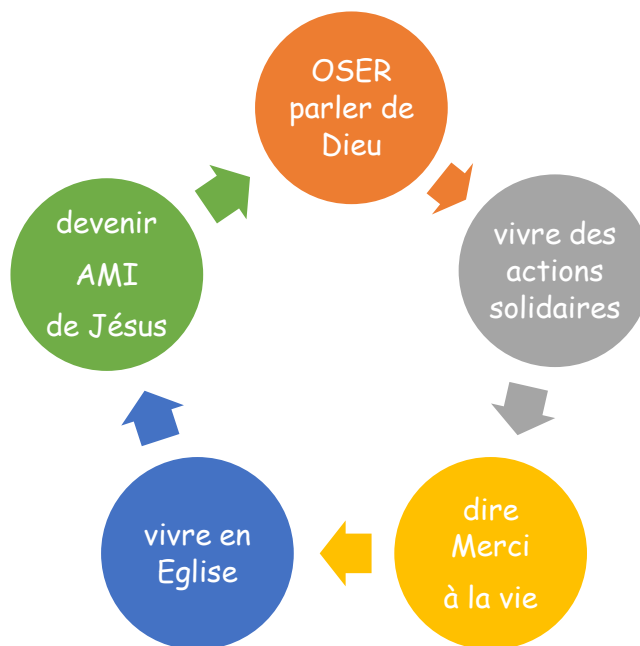 OSER
parler de
Dieu
vivre des
actions
solidaires
dire
Merci
à la vie
vivre en
Eglise
devenir
AMI
de Jésus